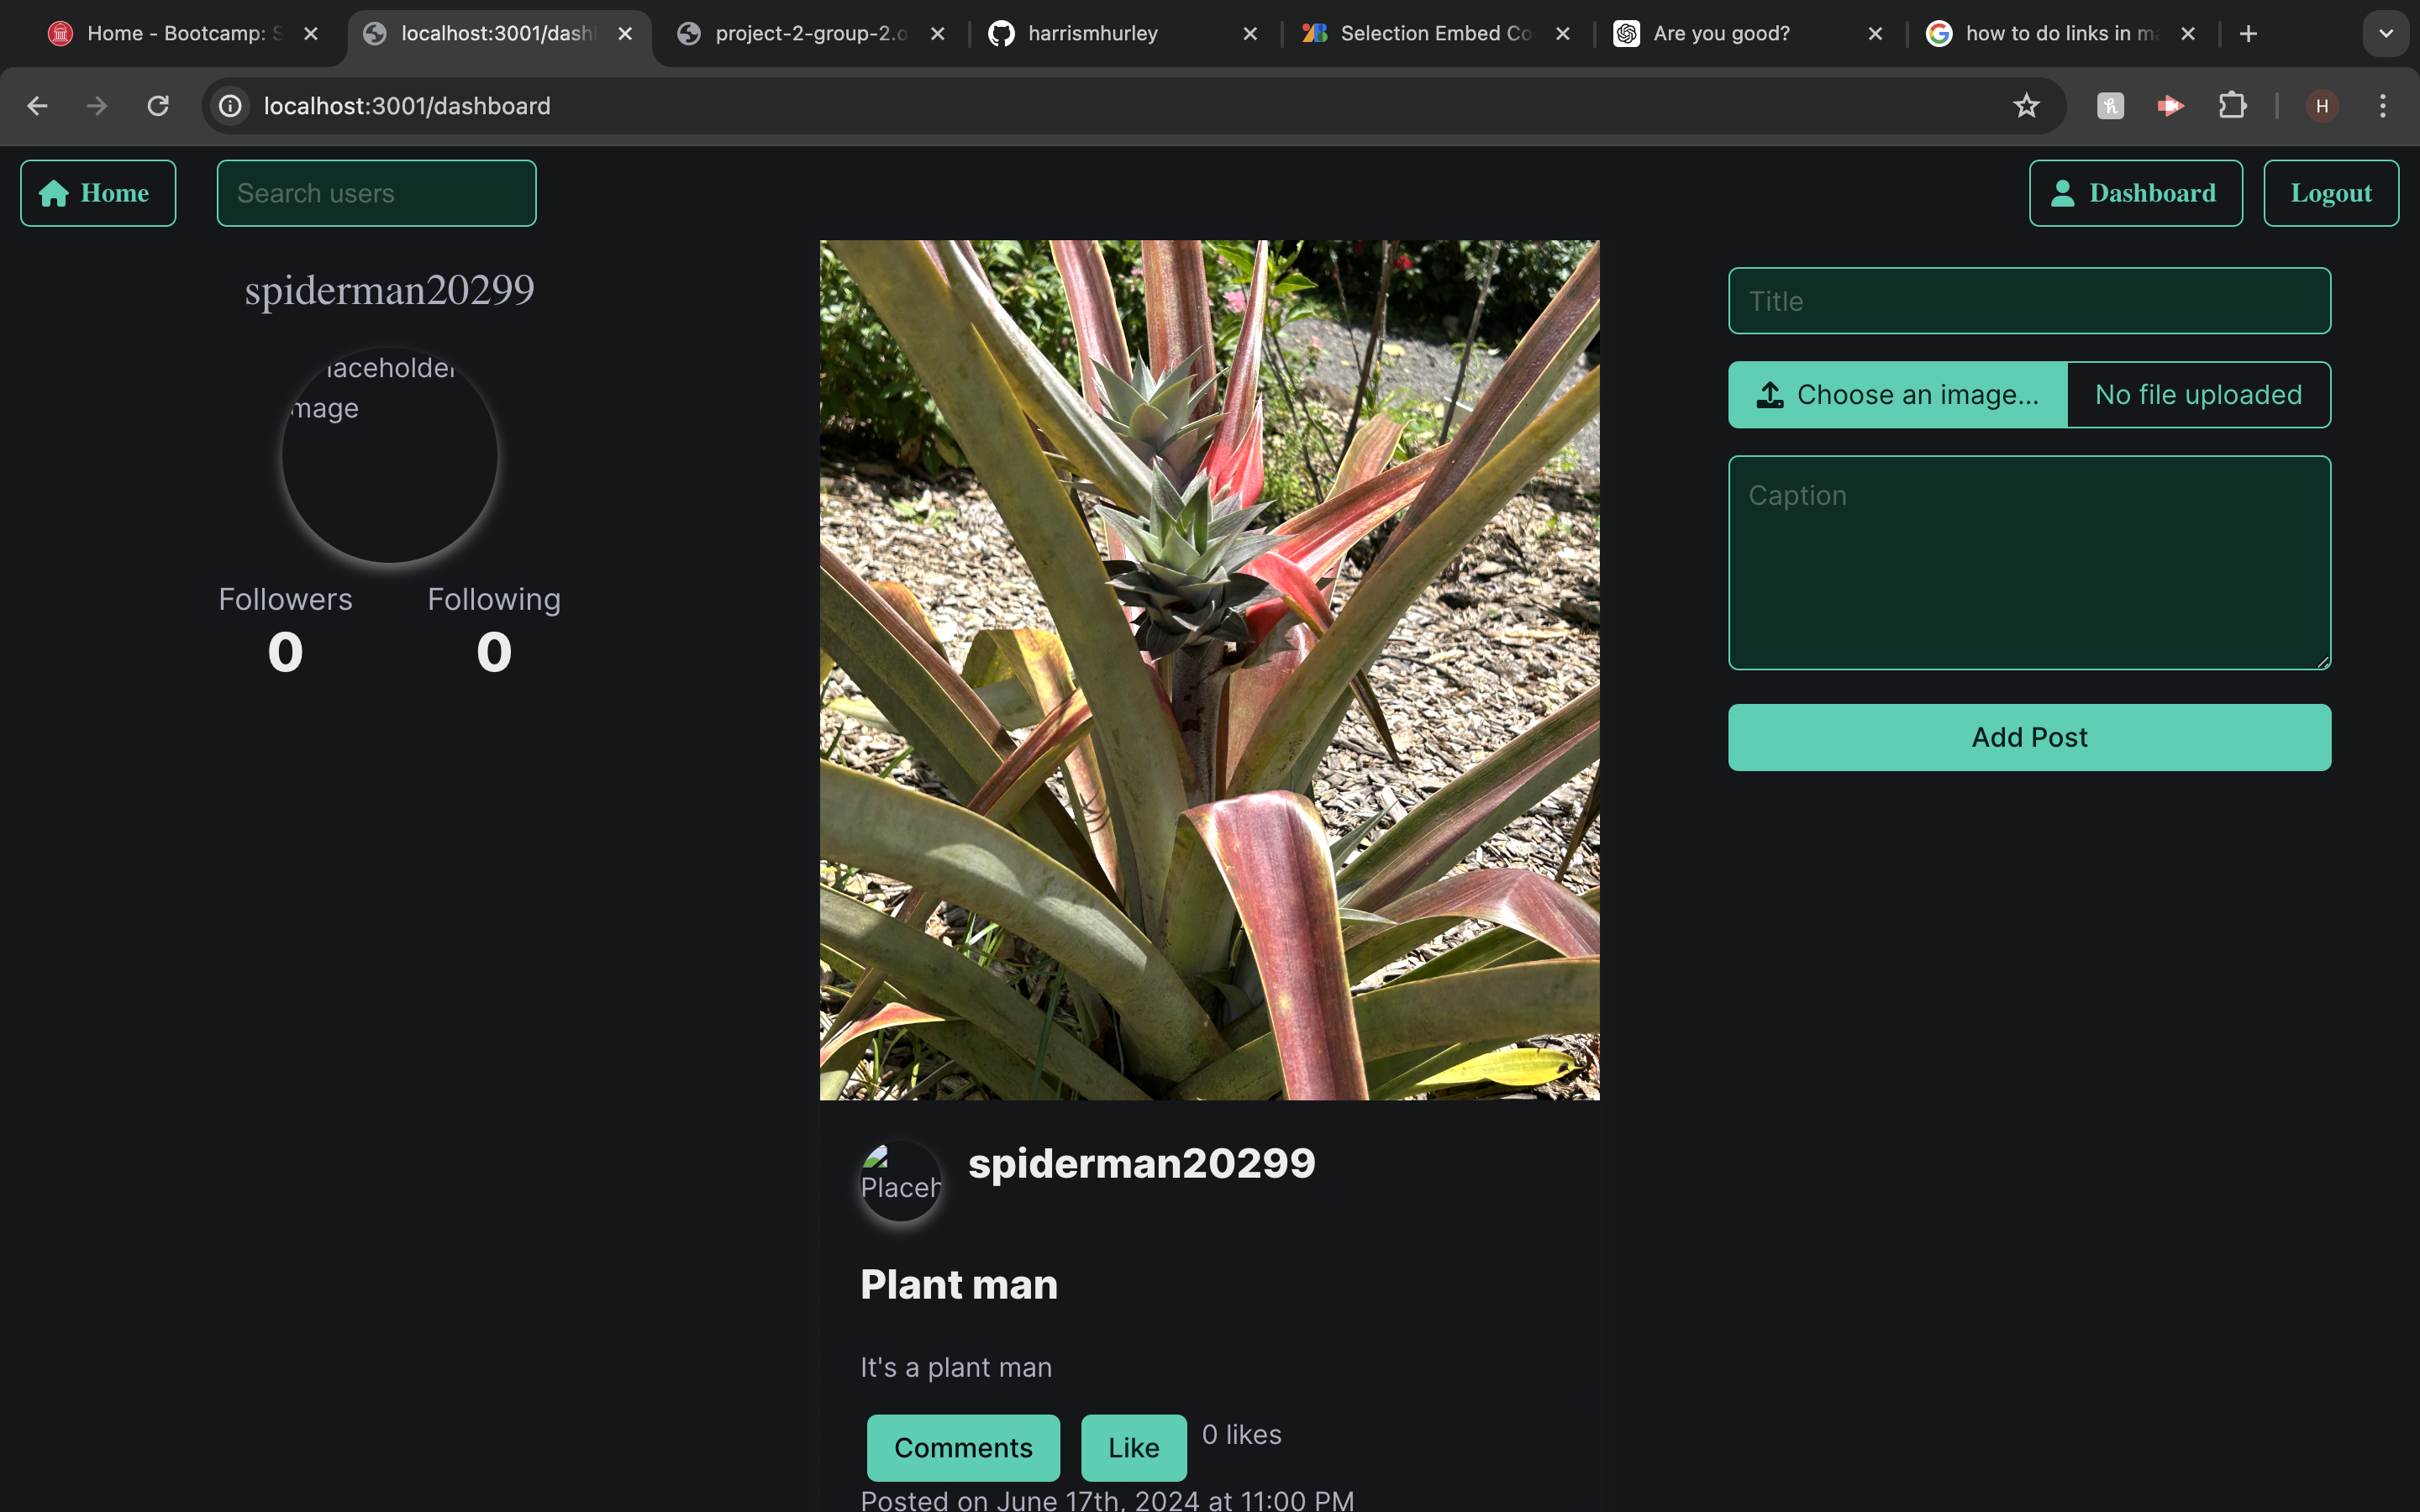 Home - Bootcamp: S
localhost:3001/dash
project-2-group-2.o
harrismhurley
Selection Embed Co
Are you good?
how to do links in ma
localhost:3001/dashboard
H
Home
Search users
Dashboard
Logout
spiderman20299
laceholder
mage
Followers
Following
0
0
Title
Choose an image...
No file uploaded
Caption
Add Post
spiderman20299
Placeh
Plant man
It's a plant man
Comments
Like
0 likes
Posted on June 17th, 2024 at 11:00 PM